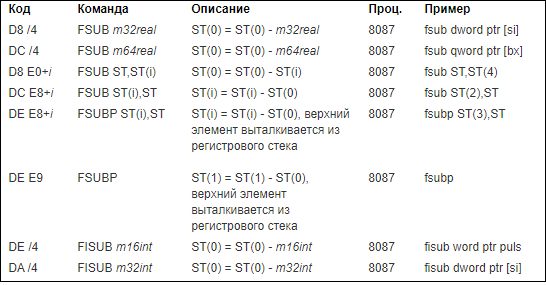 Код Команда Описание Проц. Пример
D8 /4 FSUB m32real ST(0) = ST(0) - m32real 8087 fsub dword ptr [si]
DC /4 FSUB m64real ST(0) = ST(0) - m64real 8087 fsub qword ptr [bx]
D8 E0+i FSUB ST,ST(i) ST(0) = ST(0) - ST(i) 8087 fsub ST,ST(4)
DC E8+i FSUB ST(i),ST ST(i) = ST(i) - ST(0) 8087 fsub ST(2),ST
DE E8+i FSUBP ST(i),ST ST(i) = ST(i) - ST(0), верхний 8087 fsubp ST(3),ST
элемент выталкивается из
регистрового стека
DE E9 FSUBP ST(1) = ST(1) - ST(0), 8087 fsubp
верхний элемент
выталкивается из
регистрового стека
DE /4 FISUB m16int ST(0) = ST(0) - m16int 8087 fisub word ptr puls
DA /4 FISUB m32int ST(0) = ST(0) - m32int 8087 fisub dword ptr [si]